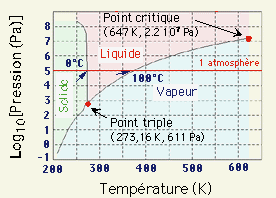 Log10[Pression (Pa)]
8
7
6
5
4
3
2
1
0
-1
Point critique
(647 K, 2.2 10⁷ Pa)
Liquide
0°C
1 atmosphère
100°C
Solide
Vapeur
Point triple
(273,16 K, 611 Pa)
200
300
400
500
600
Température (K)